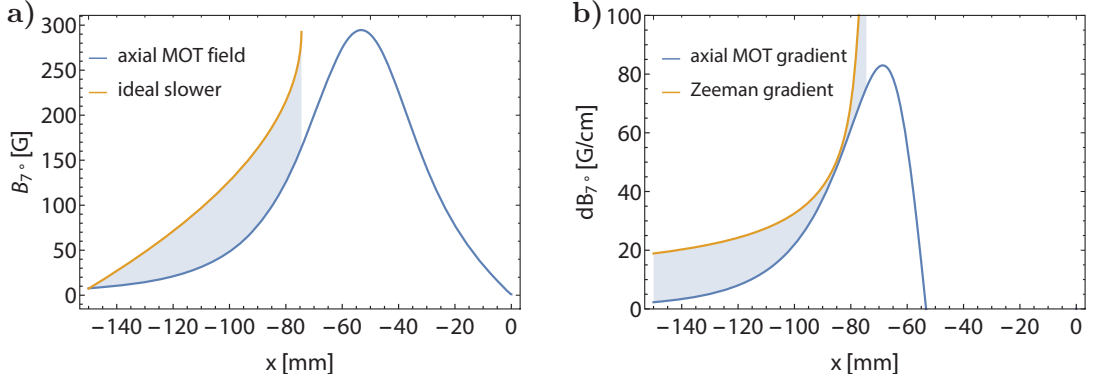 a)
B7° [G]
300
250
200
150
100
50
0
axial MOT field
ideal slower
−140 −120 −100 −80 −60 −40 −20 0
x [mm]
b)
dB7° [G/cm]
100
80
60
40
20
0
axial MOT gradient
Zeeman gradient
−140 −120 −100 −80 −60 −40 −20 0
x [mm]